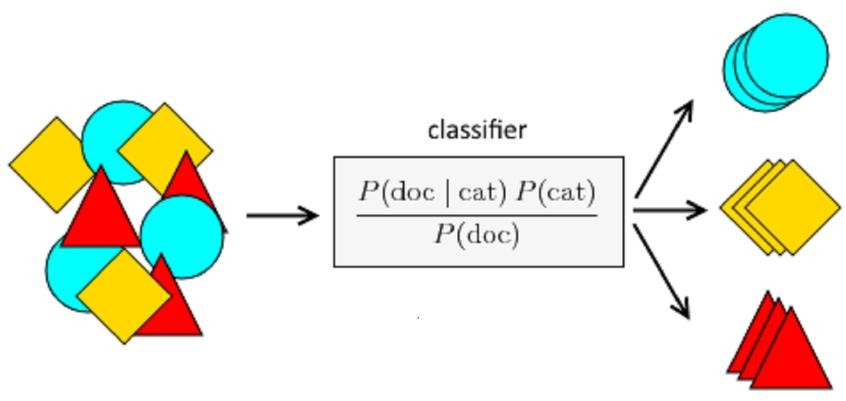 classifier
P(doc | cat) P(cat)
P(doc)